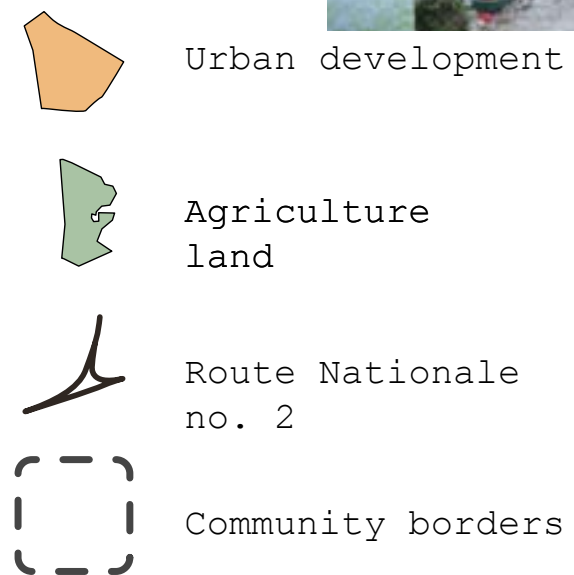 Urban development
Agriculture
land
Route Nationale
no. 2
Community borders